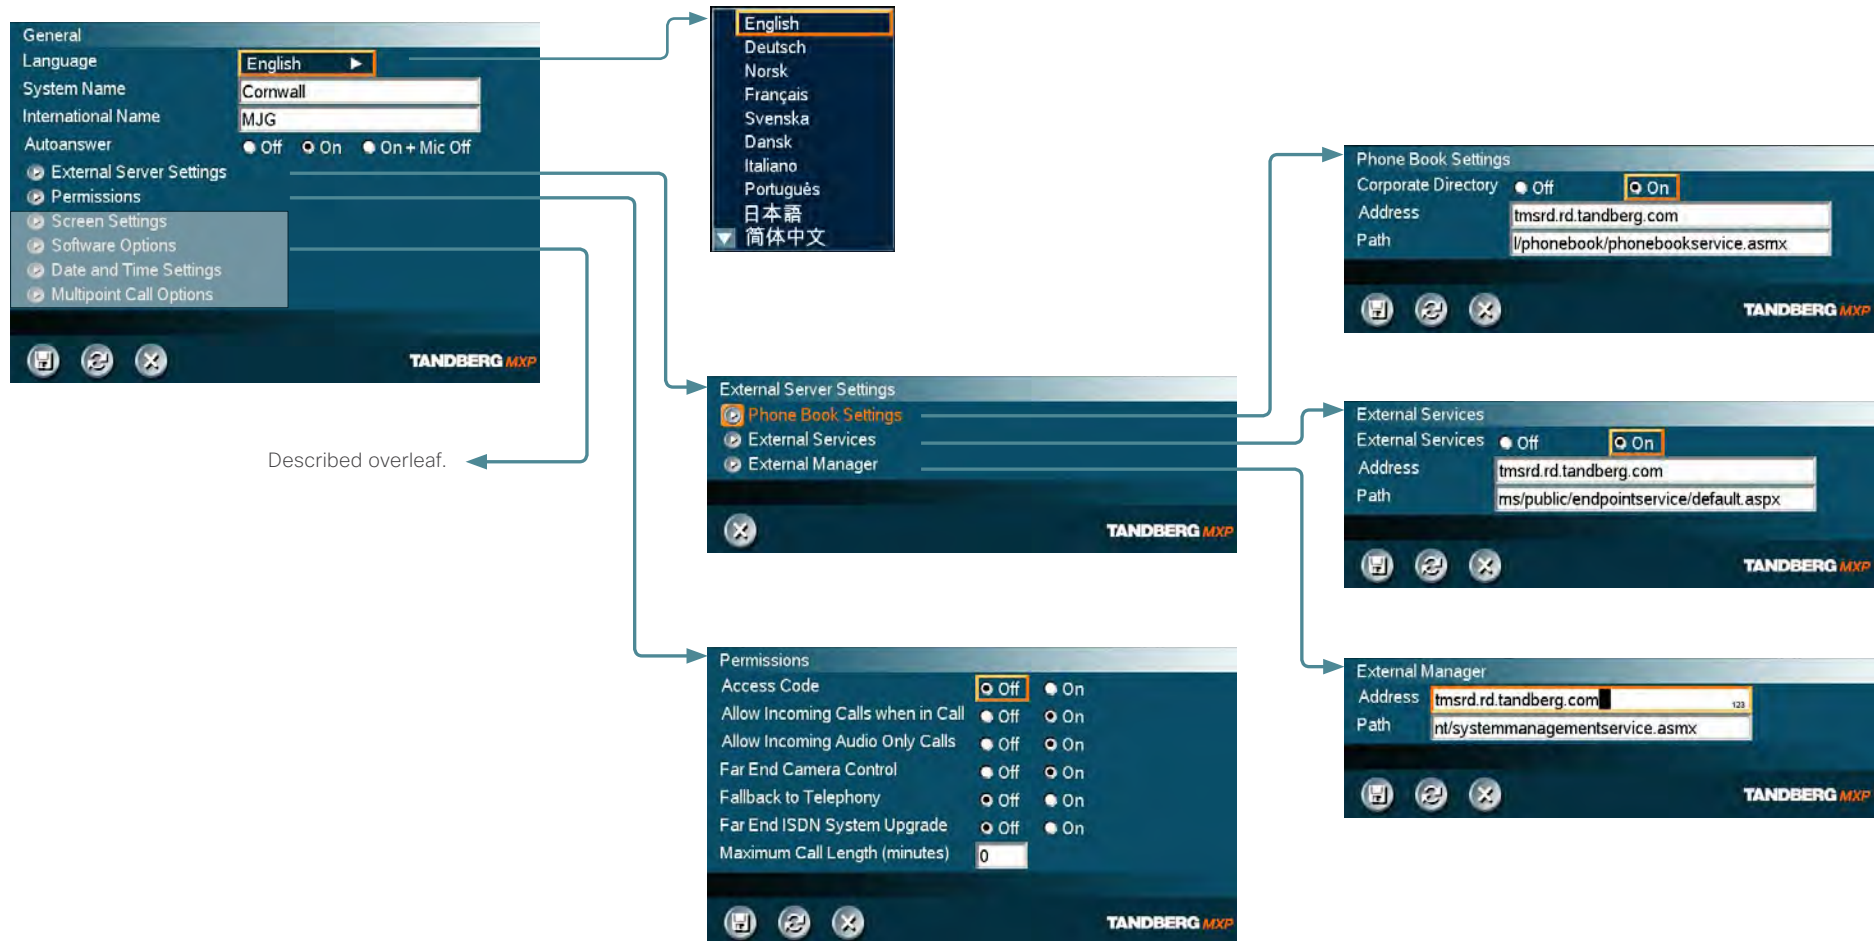 General
Language English
System Name Cornwall
International Name MJG
Autoanswer Off On On + Mic Off
External Server Settings
Permissions
Screen Settings
Software Options
Date and Time Settings
Multipoint Call Options
TANDBERG MXP
Described overleaf.
English
Deutsch
Norsk
Français
Svenska
Dansk
Italiano
Português
日本語
简体中文
External Server Settings
Phone Book Settings
External Services
External Manager
TANDBERG MXP
Permissions
Access Code Off On
Allow Incoming Calls when in Call Off On
Allow Incoming Audio Only Calls Off On
Far End Camera Control Off On
Fallback to Telephony Off On
Far End ISDN System Upgrade Off On
Maximum Call Length (minutes) 0
TANDBERG MXP
Phone Book Settings
Corporate Directory Off On
Address tmsrd.rd.tandberg.com
Path l/phonebook/phonebookservice.asmx
TANDBERG MXP
External Services
External Services Off On
Address tmsrd.rd.tandberg.com
Path ms/public/endpointservice/default.aspx
TANDBERG MXP
External Manager
Address tmsrd.rd.tandberg.com 123
Path nt/systemmanagementservice.asmx
TANDBERG MXP